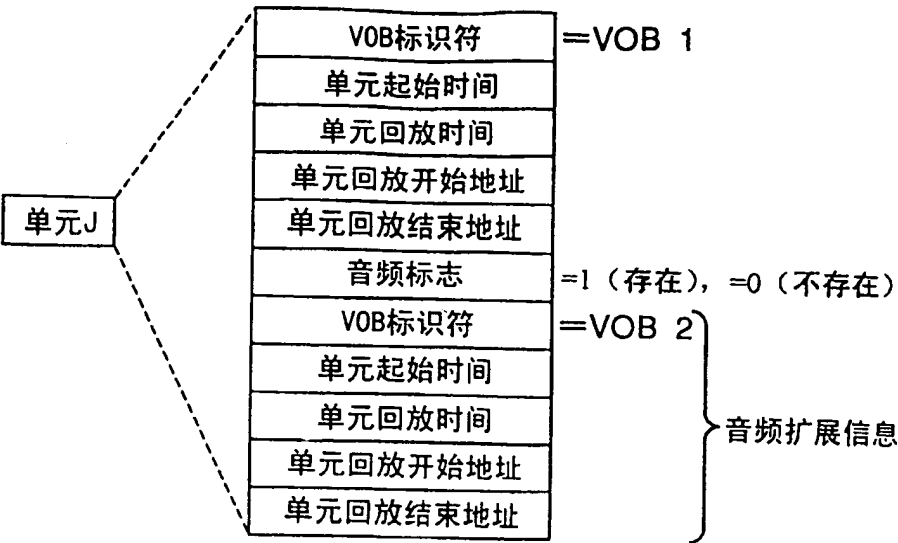 VOB标识符 =VOB 1
单元起始时间
单元回放时间
单元回放开始地址
单元J
单元回放结束地址
音频标志 =1（存在），=0（不存在）
VOB标识符 =VOB 2
单元起始时间
单元回放时间
音频扩展信息
单元回放开始地址
单元回放结束地址